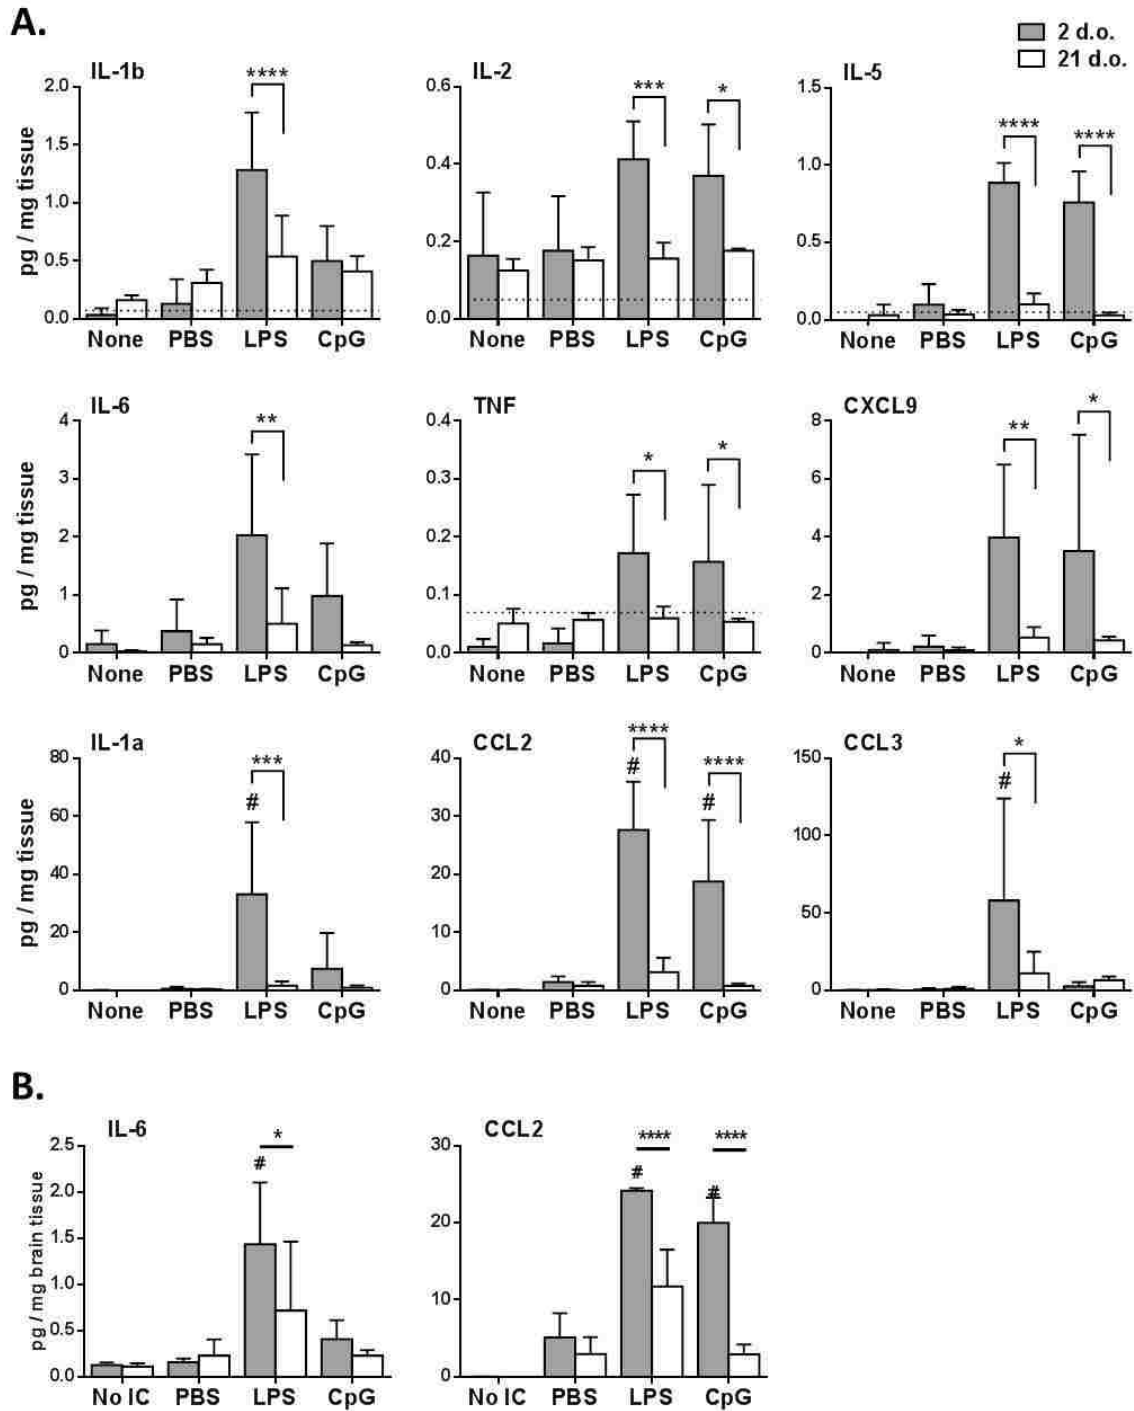 A.
2 d.o.
21 d.o.
IL-1b
IL-2
IL-5
pg / mg tissue
2.0
1.5
1.0
0.5
0.0
****
None PBS LPS CpG
0.6
0.4
0.2
0.0
*** *
None PBS LPS CpG
1.5
1.0
0.5
0.0
**** ****
None PBS LPS CpG
IL-6
TNF
CXCL9
pg / mg tissue
4
3
2
1
0
**
None PBS LPS CpG
0.4
0.3
0.2
0.1
0.0
* *
None PBS LPS CpG
8
6
4
2
0
** *
None PBS LPS CpG
IL-1a
CCL2
CCL3
pg / mg tissue
80
60
40
20
0
***
#
None PBS LPS CpG
40
30
20
10
0
**** ****
# #
None PBS LPS CpG
150
100
50
0
*
#
None PBS LPS CpG
B.
IL-6
CCL2
pg / mg brain tissue
2.5
2.0
1.5
1.0
0.5
0.0
*
#
No IC PBS LPS CpG
30
20
10
0
**** ****
# #
No IC PBS LPS CpG